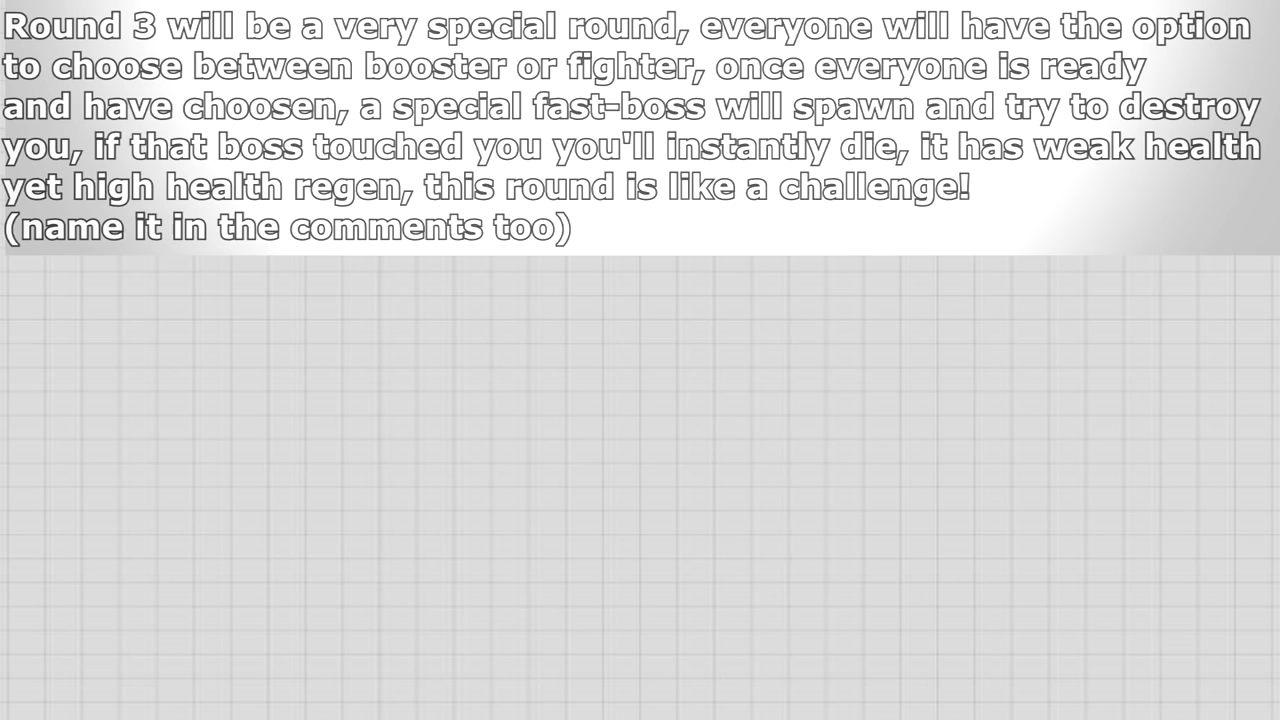 Round 3 will be a very special round, everyone will have the option
to choose between booster or fighter, once everyone is ready
and have choosen, a special fast-boss will spawn and try to destroy
you, if that boss touched you you'll instantly die, it has weak health
yet high health regen, this round is like a challenge!
(name it in the comments too)